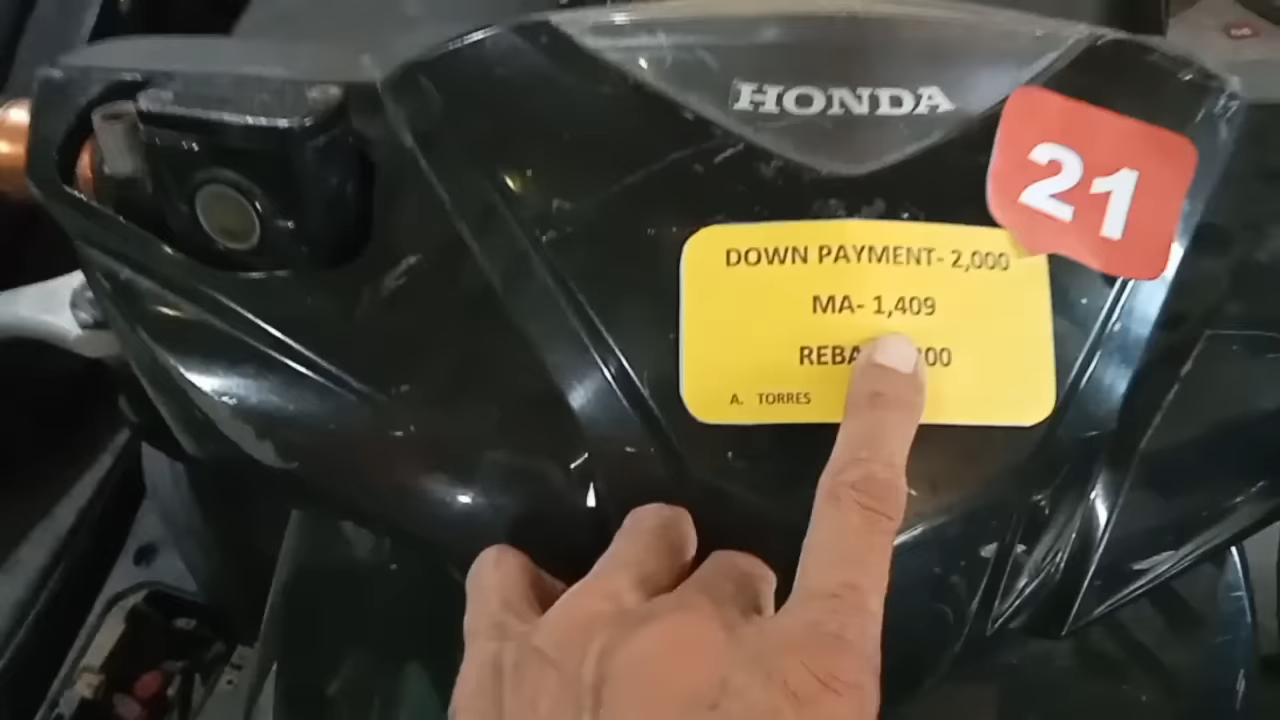 HONDA
21
DOWN PAYMENT- 2,000
MA- 1,409
A. TORRES